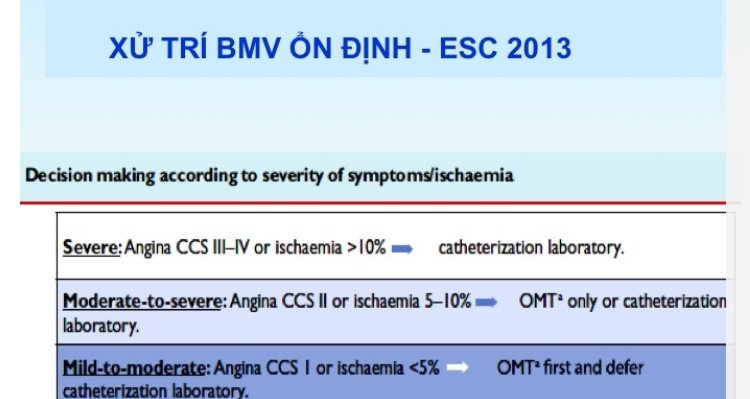 XỬ TRÍ BMV ỔN ĐỊNH - ESC 2013
Decision making according to severity of symptoms/ischaemia
Severe: Angina CCS III–IV or ischaemia >10% ➡ catheterization laboratory.
Moderate-to-severe: Angina CCS II or ischaemia 5–10% ➡ OMTª only or catheterization
laboratory.
Mild-to-moderate: Angina CCS I or ischaemia <5% ➡ OMTª first and defer
catheterization laboratory.